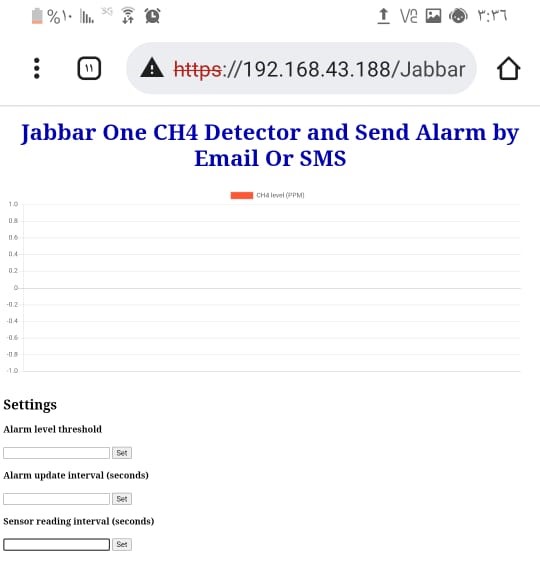 %١٠ 3G V2 ٣:٣٦
١١ https://192.168.43.188/Jabbar
Jabbar One CH4 Detector and Send Alarm by
Email Or SMS
CH4 level (PPM)
1.0
0.8
0.6
0.4
0.2
0
-0.2
-0.4
-0.6
-0.8
-1.0
Settings
Alarm level threshold
Set
Alarm update interval (seconds)
Set
Sensor reading interval (seconds)
Set